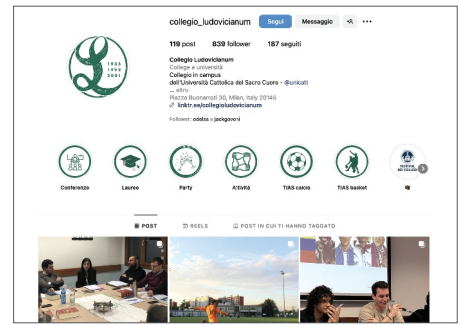 collegio_ludovicianum Segui Messaggio
119 post 839 follower 187 seguiti
Collegio Ludovicianum
College e università
Collegio in campus
dell'Università Cattolica del Sacro Cuore - @unicatt
... altro
Piazza Buonarroti 30, Milan, Italy 20145
linktr.ee/collegioludovicianum
Follower: odelsa e jackgovoni
Conferenze Lauree Party Attività TIAS calcio TIAS basket
POST REELS POST IN CUI TI HANNO TAGGATO